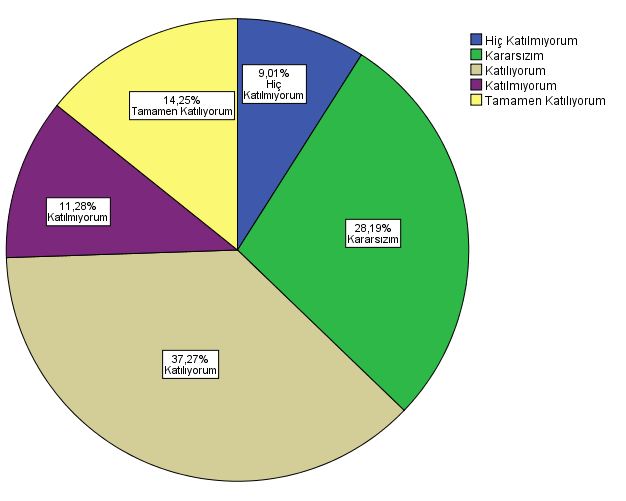 9,01%
Hiç
Katılmıyorum
14,25%
Tamamen Katılıyorum
11,28%
Katılmıyorum
28,19%
Kararsızım
37,27%
Katılıyorum
Hiç Katılmıyorum
Kararsızım
Katılıyorum
Katılmıyorum
Tamamen Katılıyorum